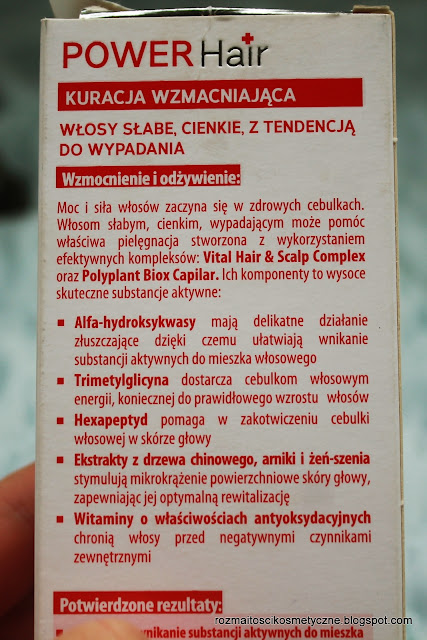 POWER Hair
KURACJA WZMACNIAJĄCA
WŁOSY SŁABE, CIENKIE, Z TENDENCJĄ
DO WYPADANIA
Wzmocnienie i odżywienie:
Moc i siła włosów zaczyna się w zdrowych cebulkach.
Włosom słabym, cienkim, wypadającym może pomóc
właściwa pielęgnacja stworzona z wykorzystaniem
efektywnych kompleksów: Vital Hair & Scalp Complex
oraz Polyplant Biox Capilar. Ich komponenty to wysoce
skuteczne substancje aktywne:
▪ Alfa-hydroksykwasy mają delikatne działanie
złuszczające dzięki czemu ułatwiają wnikanie
substancji aktywnych do mieszka włosowego
▪ Trimetylglicyna dostarcza cebulkom włosowym
energii, koniecznej do prawidłowego wzrostu włosów
▪ Hexapeptyd pomaga w zakotwiczeniu cebulki
włosowej w skórze głowy
▪ Ekstrakty z drzewa chinowego, arniki i żeń-szenia
stymulują mikrokrążenie powierzchniowe skóry głowy,
zapewniając jej optymalną rewitalizację
▪ Witaminy o właściwościach antyoksydacyjnych
chronią włosy przed negatywnymi czynnikami
zewnętrznymi
Potwierdzone rezultaty:
wnikanie substancji aktywnych do mieszka
rozmaitoscikosmetyczne.blogspot.com